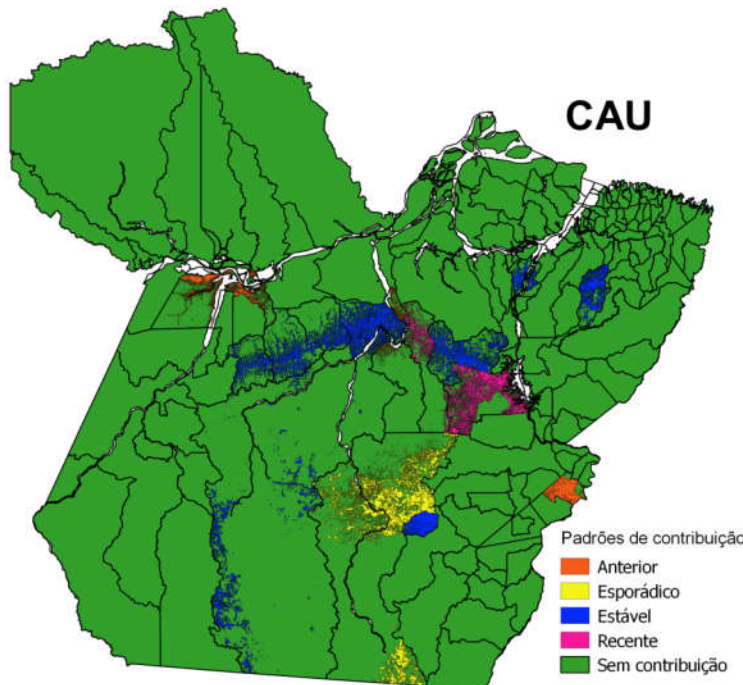 CAU
Padrões de contribuição
Anterior
Esporádico
Estável
Recente
Sem contribuição